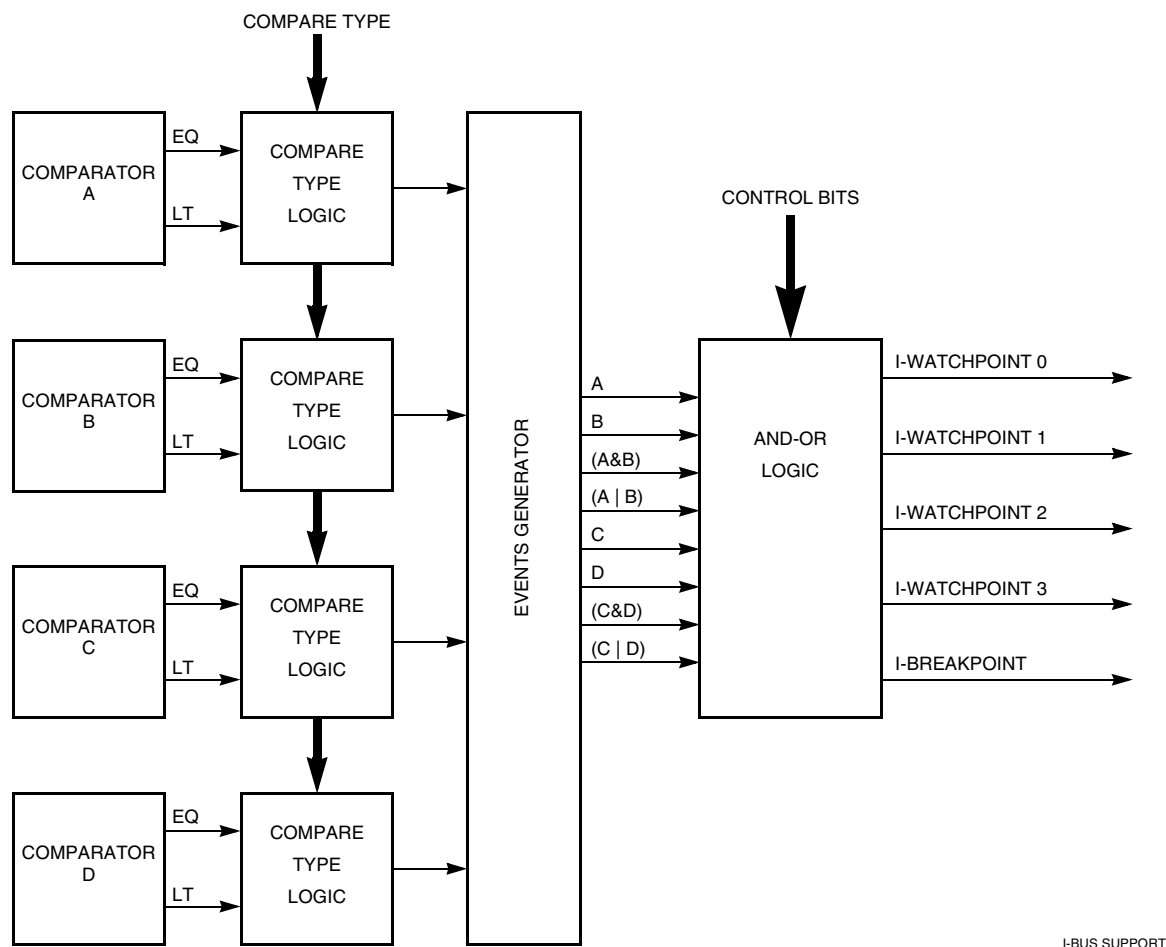 COMPARE TYPE
COMPARATOR
A
EQ
LT
COMPARE
TYPE
LOGIC
COMPARATOR
B
EQ
LT
COMPARE
TYPE
LOGIC
COMPARATOR
C
EQ
LT
COMPARE
TYPE
LOGIC
COMPARATOR
D
EQ
LT
COMPARE
TYPE
LOGIC
EVENTS GENERATOR
A
B
(A&B)
(A | B)
C
D
(C&D)
(C | D)
CONTROL BITS
AND-OR
LOGIC
I-WATCHPOINT 0
I-WATCHPOINT 1
I-WATCHPOINT 2
I-WATCHPOINT 3
I-BREAKPOINT
I-BUS SUPPORT